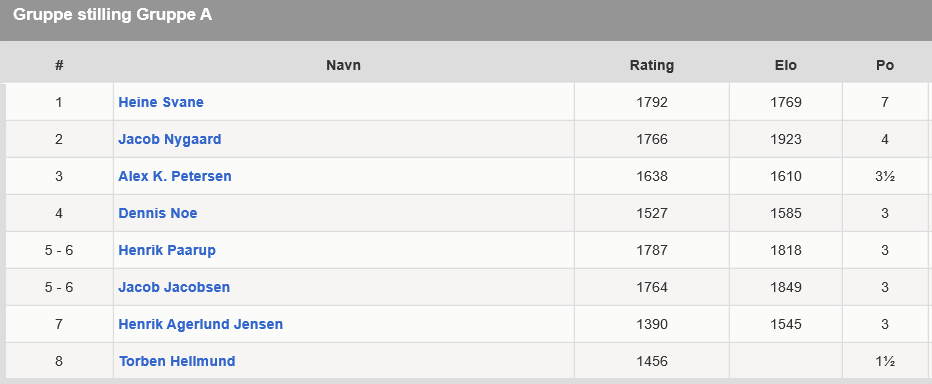 Gruppe stilling Gruppe A
# Navn Rating Elo Po
1 Heine Svane 1792 1769 7
2 Jacob Nygaard 1766 1923 4
3 Alex K. Petersen 1638 1610 3½
4 Dennis Noe 1527 1585 3
5 - 6 Henrik Paarup 1787 1818 3
5 - 6 Jacob Jacobsen 1764 1849 3
7 Henrik Agerlund Jensen 1390 1545 3
8 Torben Hellmund 1456 1½